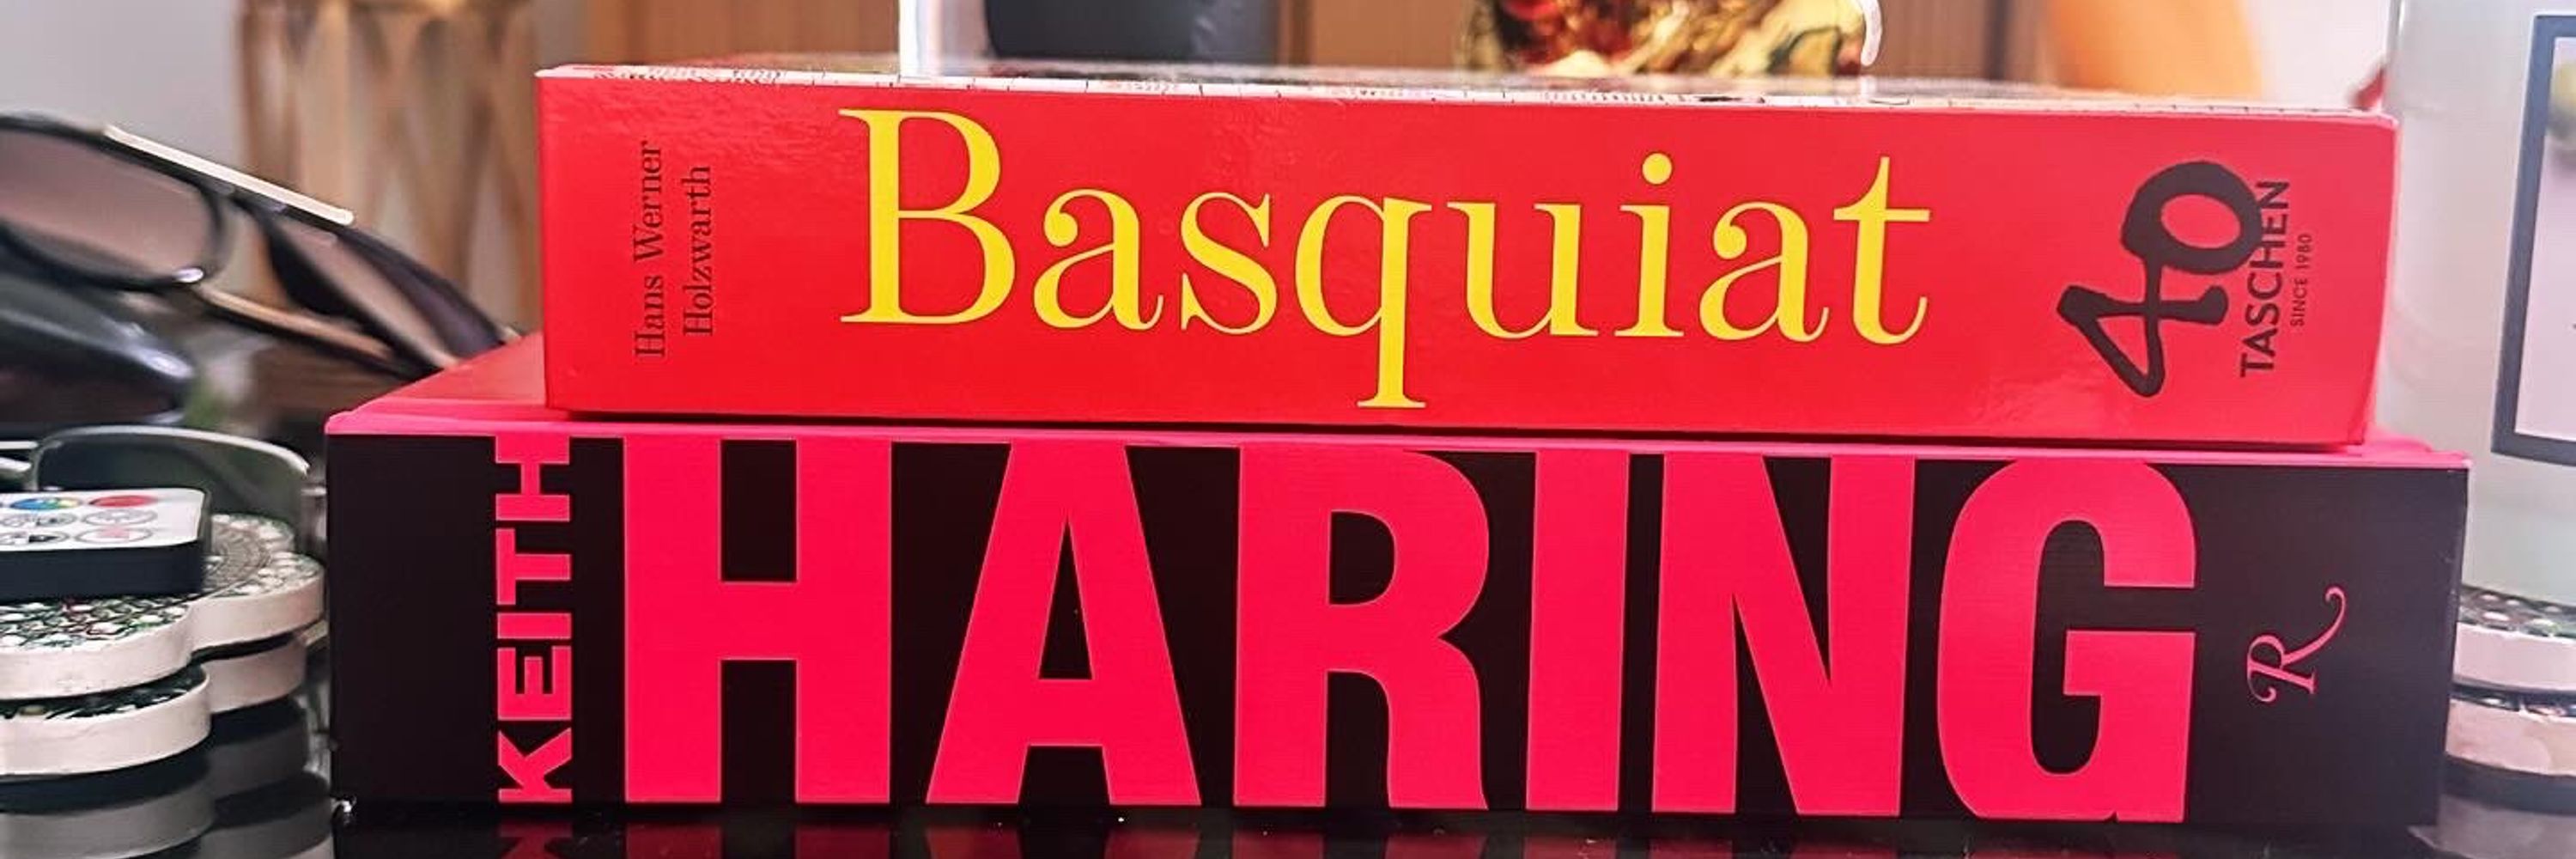 Hans Werner
Holzwarth
Basquiat
40
TASCHEN
SINCE 1980
KEITH
HARING
R